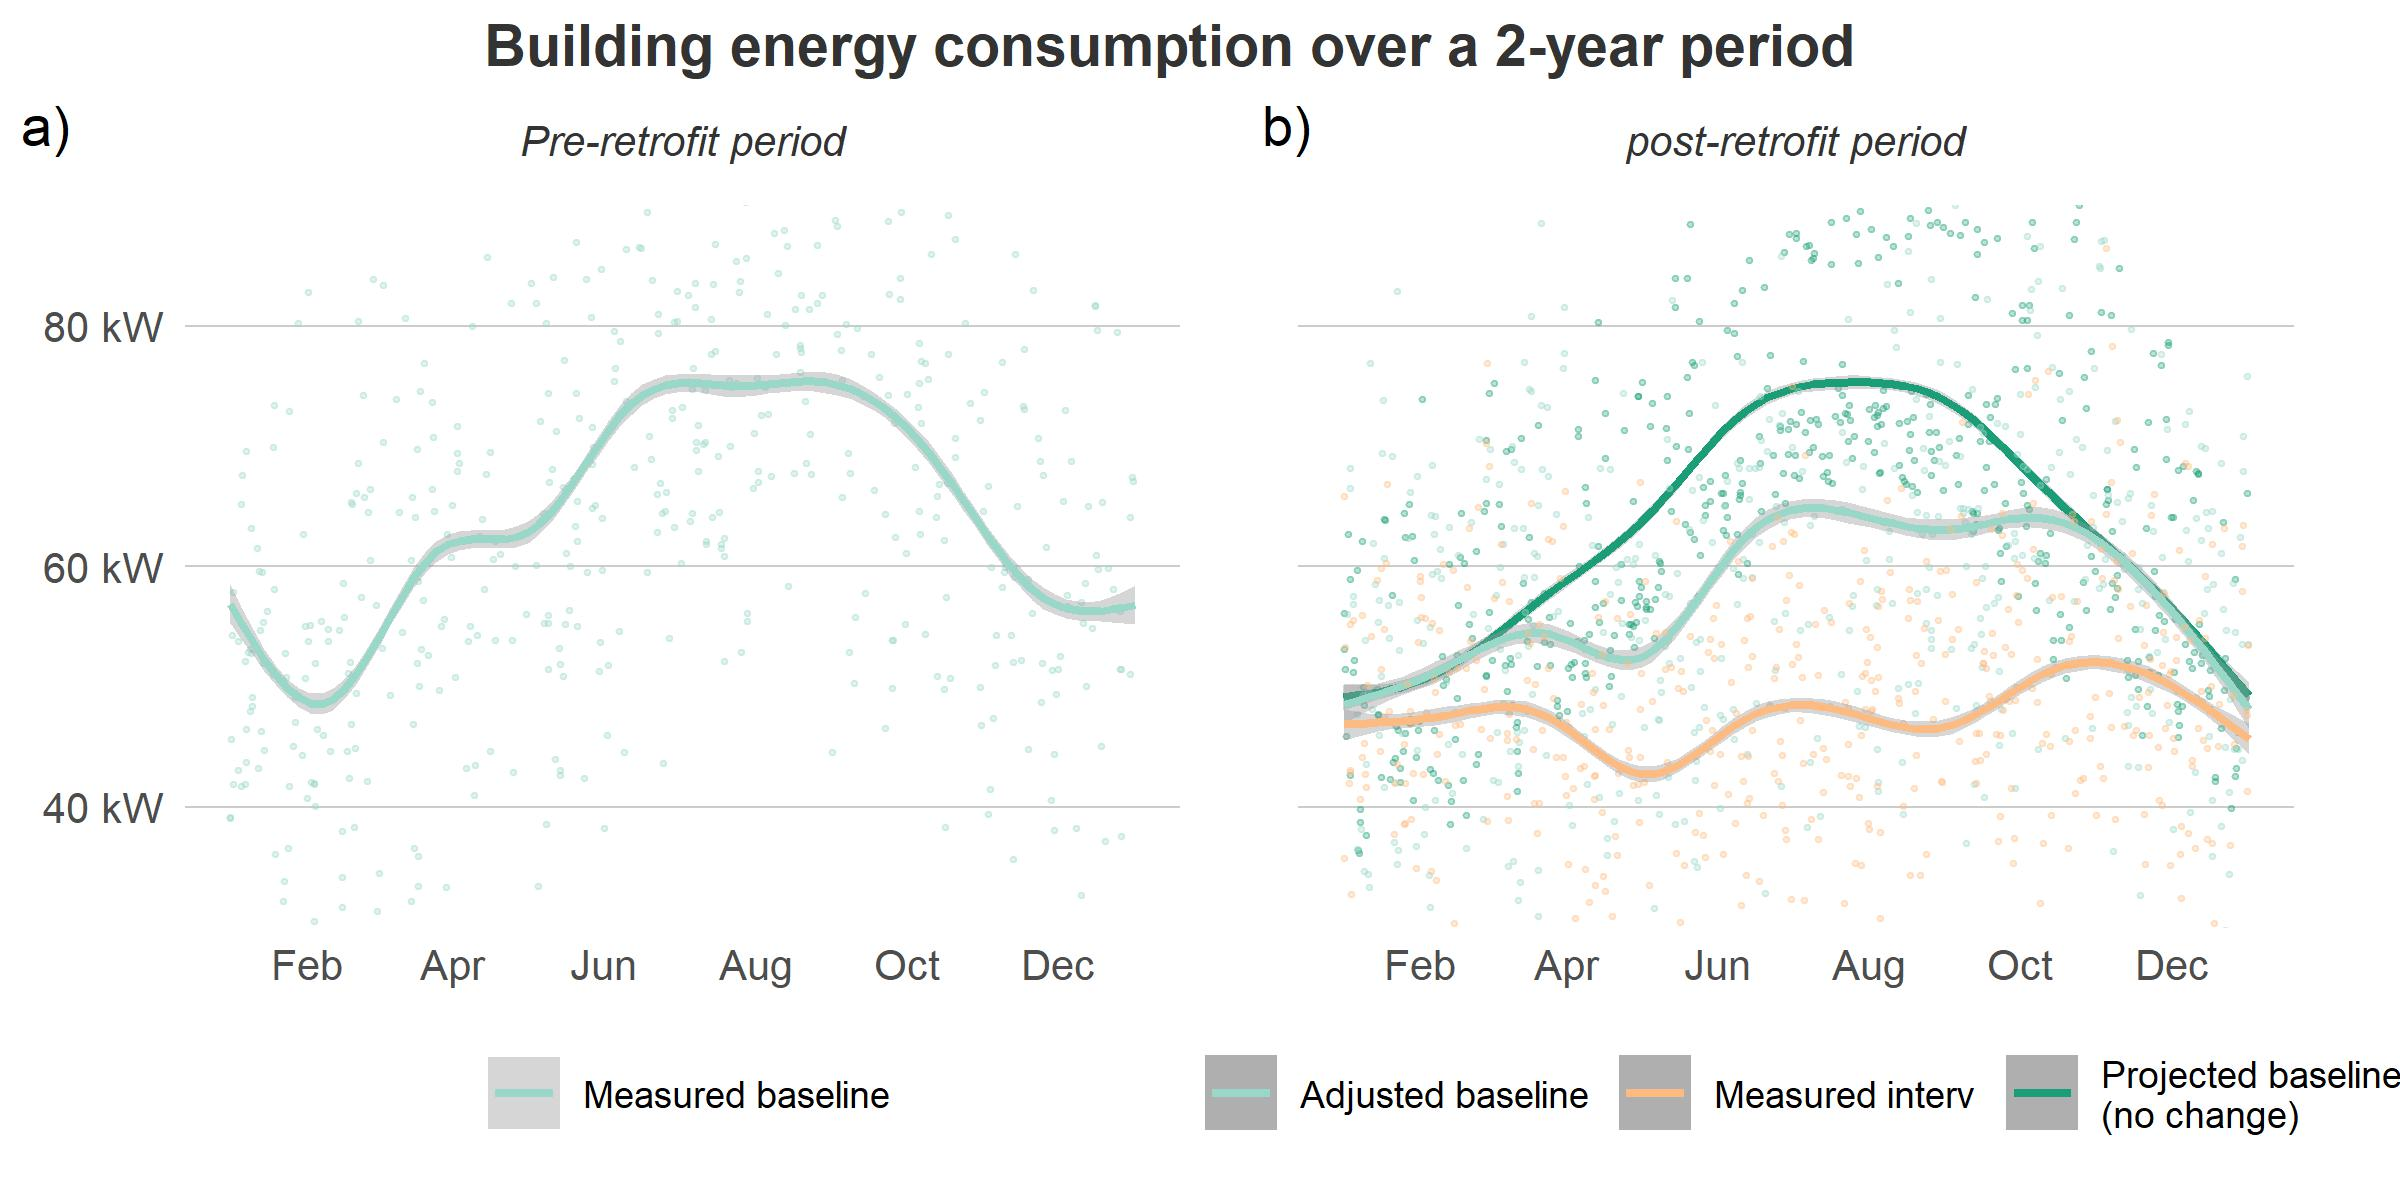 Building energy consumption over a 2-year period
a)
Pre-retrofit period
b)
post-retrofit period
80 kW
60 kW
40 kW
Feb Apr Jun Aug Oct Dec
Feb Apr Jun Aug Oct Dec
Measured baseline
Adjusted baseline
Measured interv
Projected baseline
(no change)